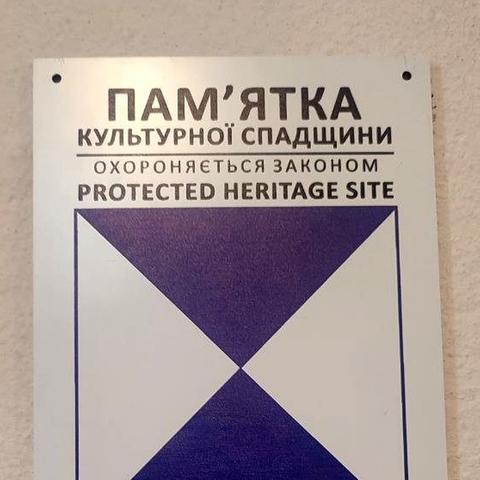 ПАМ’ЯТКА
КУЛЬТУРНОЇ СПАДЩИНИ
ОХОРОНЯЄТЬСЯ ЗАКОНОМ
PROTECTED HERITAGE SITE